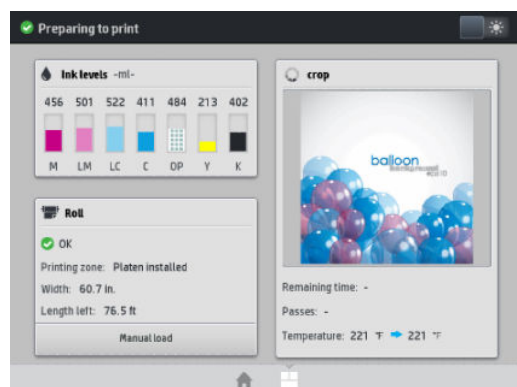 Preparing to print
Ink levels -ml-
456 501 522 411 484 213 402
M LM LC C OP Y K
Roll
OK
Printing zone: Platen installed
Width: 60.7 in.
Length left: 76.5 ft
Manual load
crop
balloon
Remaining time: -
Passes: -
Temperature: 221 °F 221 °F